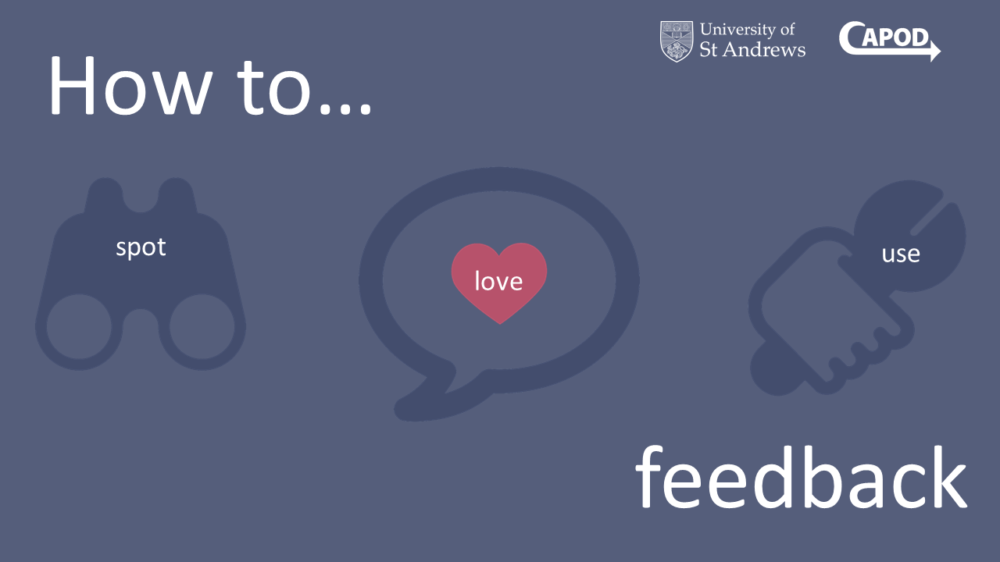 University of
St Andrews
CAPOD
How to…
spot
love
use
feedback